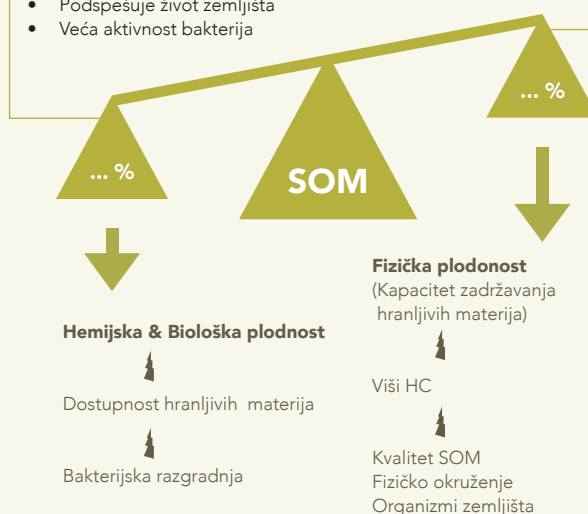 • Podspešuje život zemljišta
• Veća aktivnost bakterija
... %
... %
SOM
Fizička plodonost
(Kapacitet zadržavanja
hranljivih materija)
Viši HC
Kvalitet SOM
Fizičko okruženje
Organizmi zemljišta
Hemijska & Biološka plodnost
Dostupnost hranljivih materija
Bakterijska razgradnja